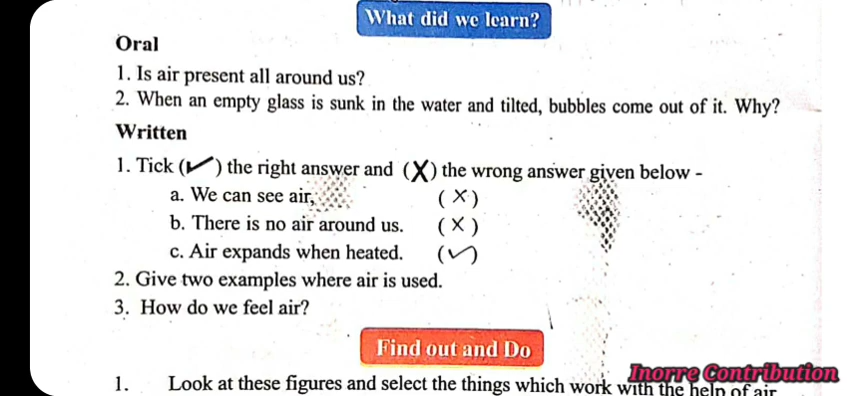 What did we learn?
Oral
1. Is air present all around us?
2. When an empty glass is sunk in the water and tilted, bubbles come out of it. Why?
Written
1. Tick (✓) the right answer and (X) the wrong answer given below -
a. We can see air, (X)
b. There is no air around us. (X)
c. Air expands when heated. (✓)
2. Give two examples where air is used.
3. How do we feel air?
Find out and Do
Inorre Contribution
1. Look at these figures and select the things which work with the help of air